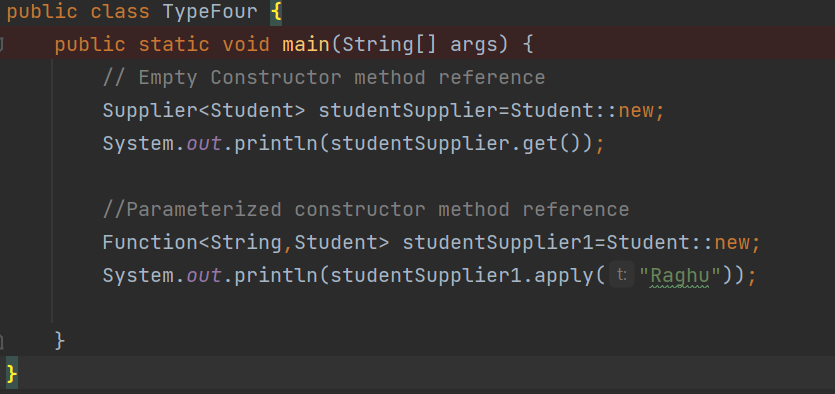 public class TypeFour {
public static void main(String[] args) {
// Empty Constructor method reference
Supplier<Student> studentSupplier=Student::new;
System.out.println(studentSupplier.get());
//Parameterized constructor method reference
Function<String,Student> studentSupplier1=Student::new;
System.out.println(studentSupplier1.apply( t: "Raghu"));
}
}